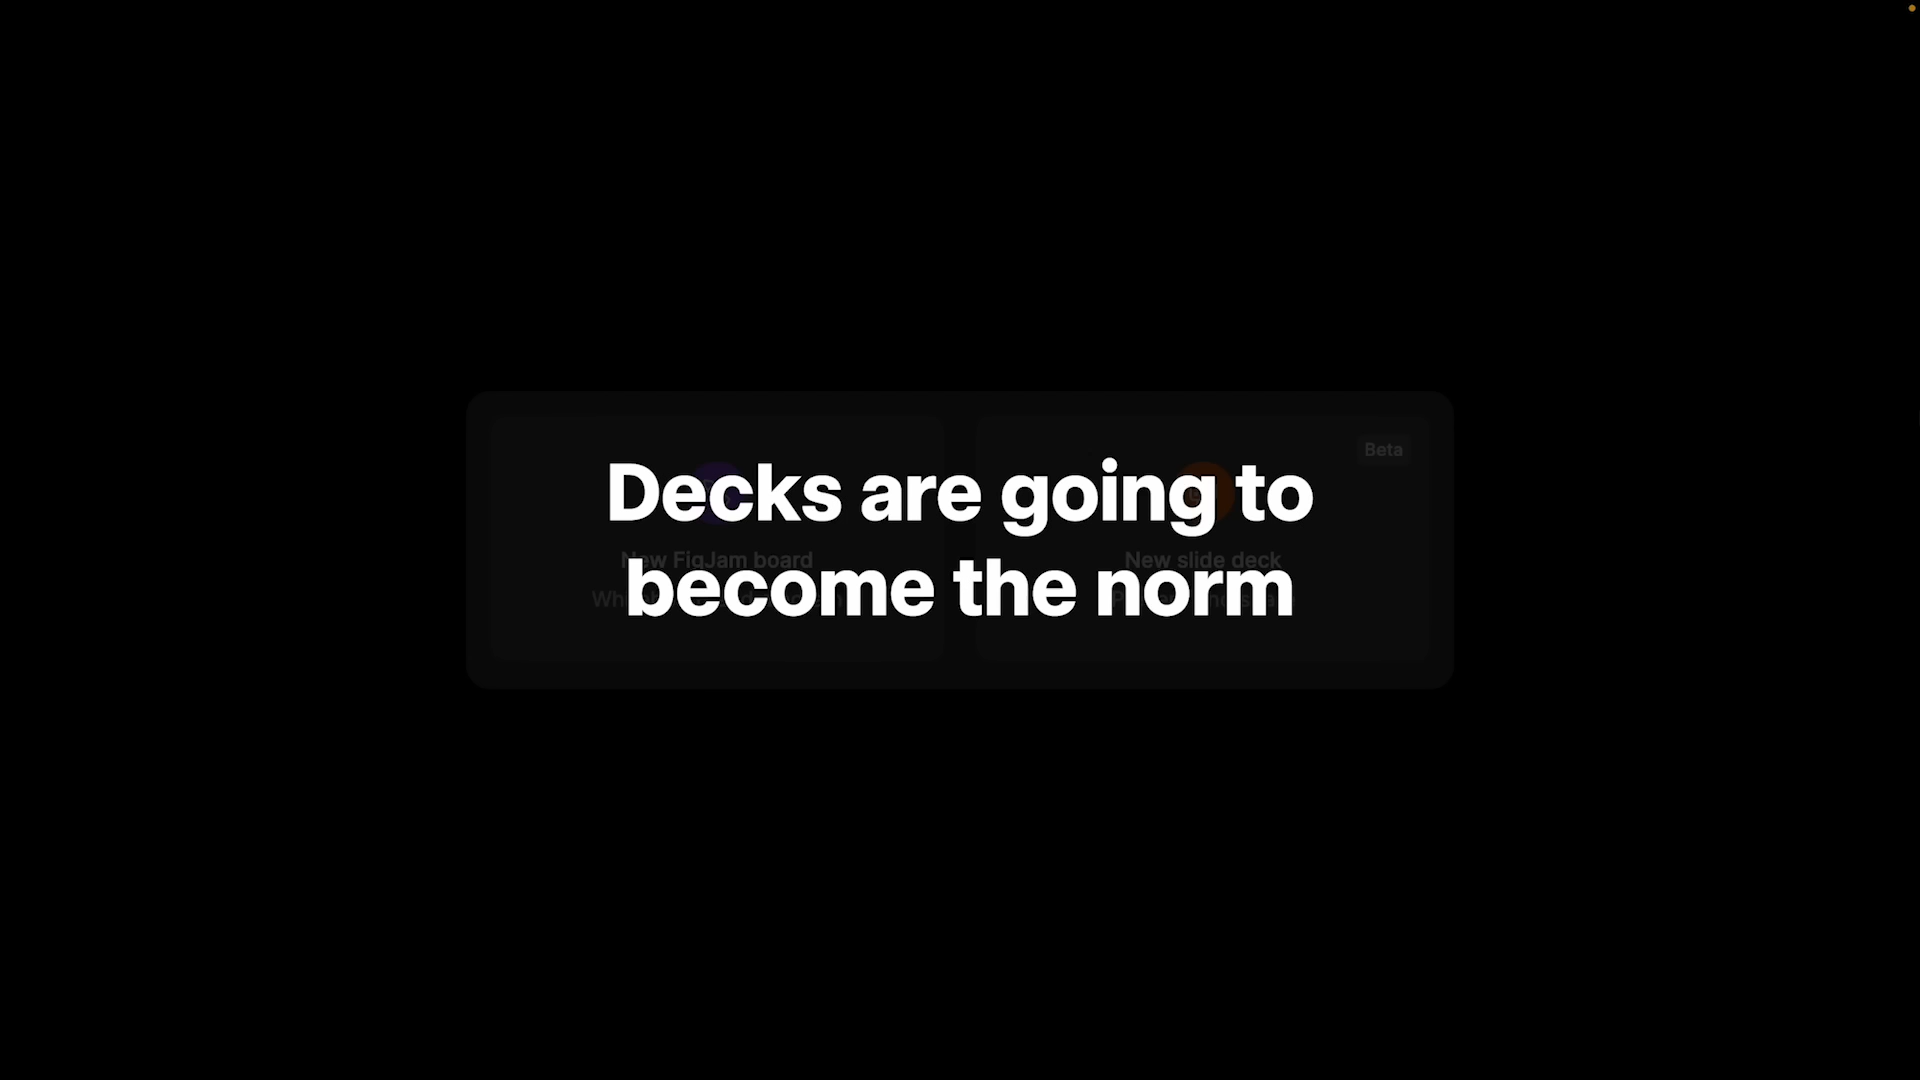 Decks are going to
become the norm
Beta
New FigJam board
New slide deck